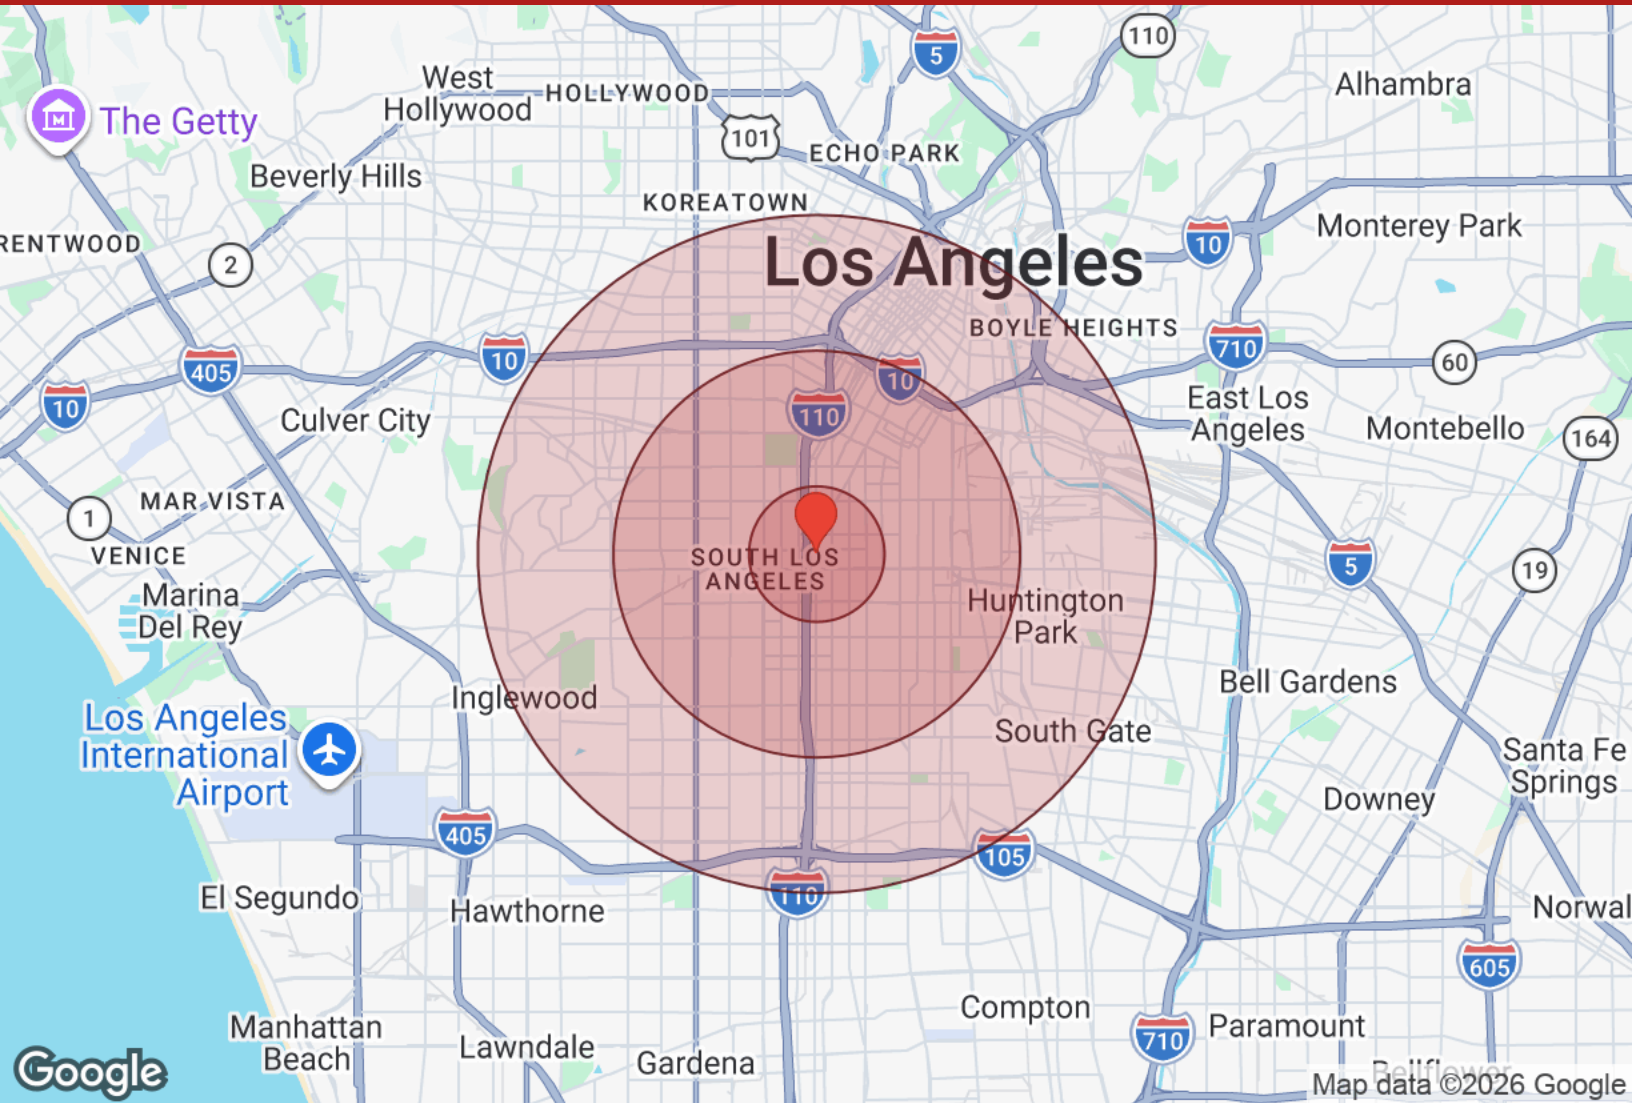 5
110
West
Hollywood
HOLLYWOOD
Alhambra
The Getty
101
ECHO PARK
Beverly Hills
KOREATOWN
RENTWOOD
Monterey Park
10
2
Los Angeles
BOYLE HEIGHTS
710
10
405
60
10
10
East Los
Angeles
110
Culver City
Montebello
164
MAR VISTA
1
SOUTH LOS
ANGELES
VENICE
5
19
Marina
Del Rey
Huntington
Park
Bell Gardens
Inglewood
Los Angeles
International
Airport
South Gate
Santa Fe
Springs
Downey
405
105
110
El Segundo
Hawthorne
Norwal
605
Compton
Manhattan
Beach
710
Paramount
Lawndale
Gardena
Bellflower
Google
Map data ©2026 Google